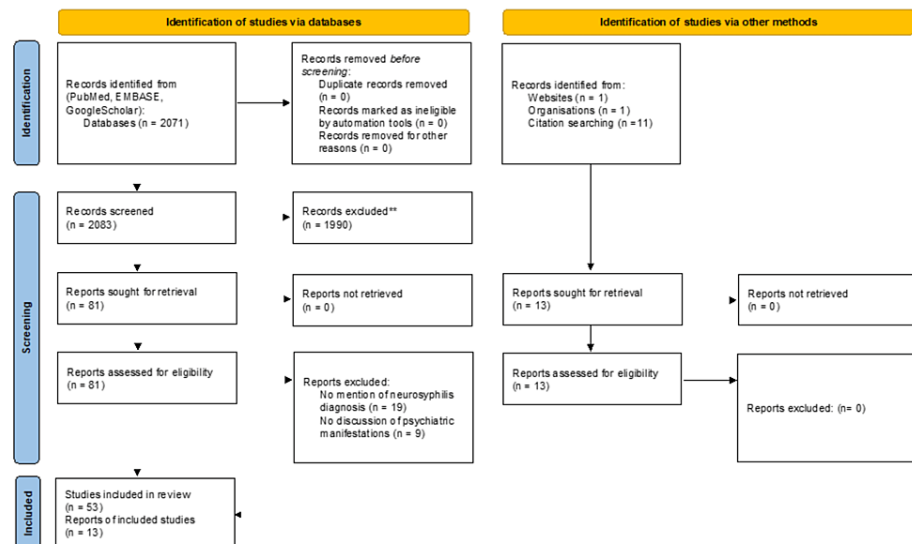 Identification of studies via databases
Identification of studies via other methods
Identification
Records identified from
(PubMed, EMBASE,
GoogleScholar):
Databases (n = 2071)
Records removed before
screening:
Duplicate records removed
(n = 0)
Records marked as ineligible
by automation tools (n = 0)
Records removed for other
reasons (n = 0)
Records identified from:
Websites (n = 1)
Organisations (n = 1)
Citation searching (n =11)
Screening
Records screened
(n = 2083)
Records excluded**
(n = 1990)
Reports sought for retrieval
(n = 81)
Reports not retrieved
(n = 0)
Reports sought for retrieval
(n = 13)
Reports not retrieved
(n = 0)
Reports assessed for eligibility
(n = 81)
Reports excluded:
No mention of neurosyphilis
diagnosis (n = 19)
No discussion of psychiatric
manifestations (n = 9)
Reports assessed for eligibility
(n = 13)
Reports excluded: (n= 0)
Included
Studies included in review
(n = 53)
Reports of included studies
(n = 13)